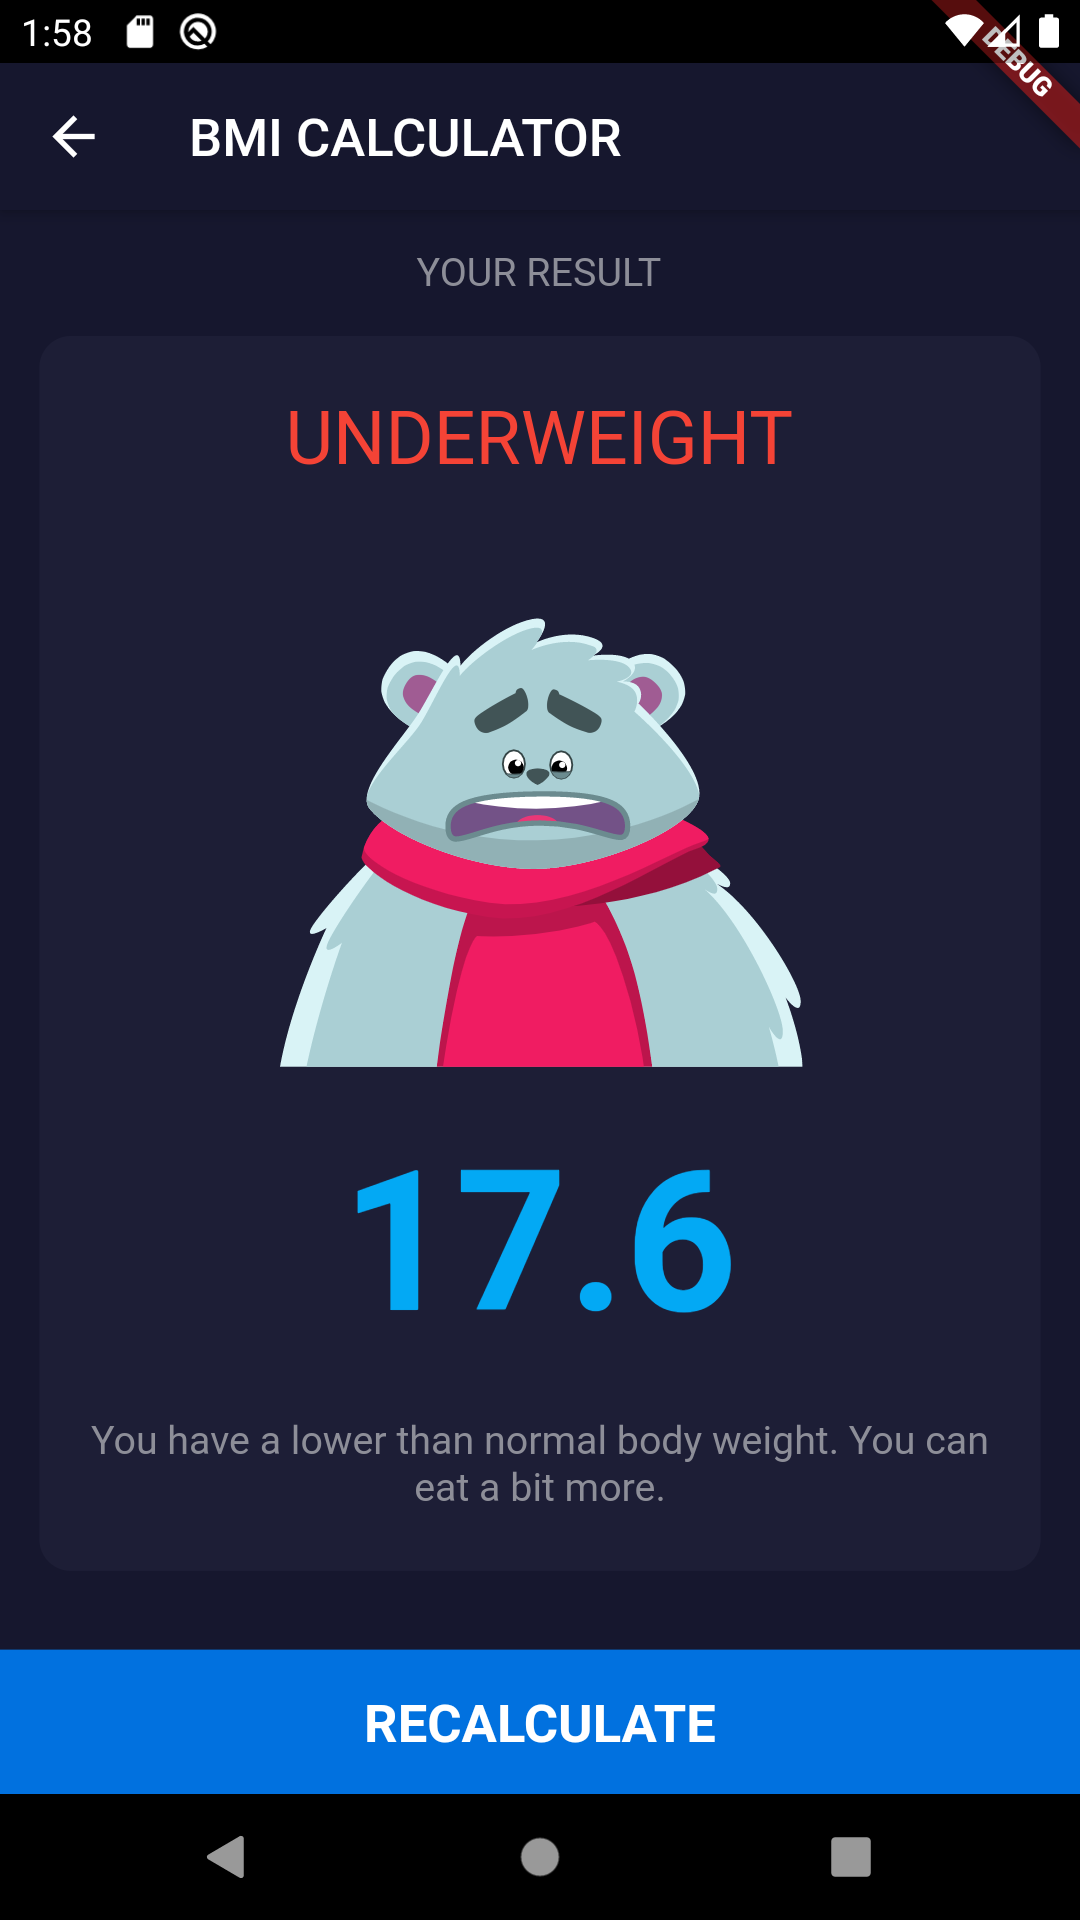 1:58
DEBUG
BMI CALCULATOR
YOUR RESULT
UNDERWEIGHT
17.6
You have a lower than normal body weight. You can
eat a bit more.
RECALCULATE